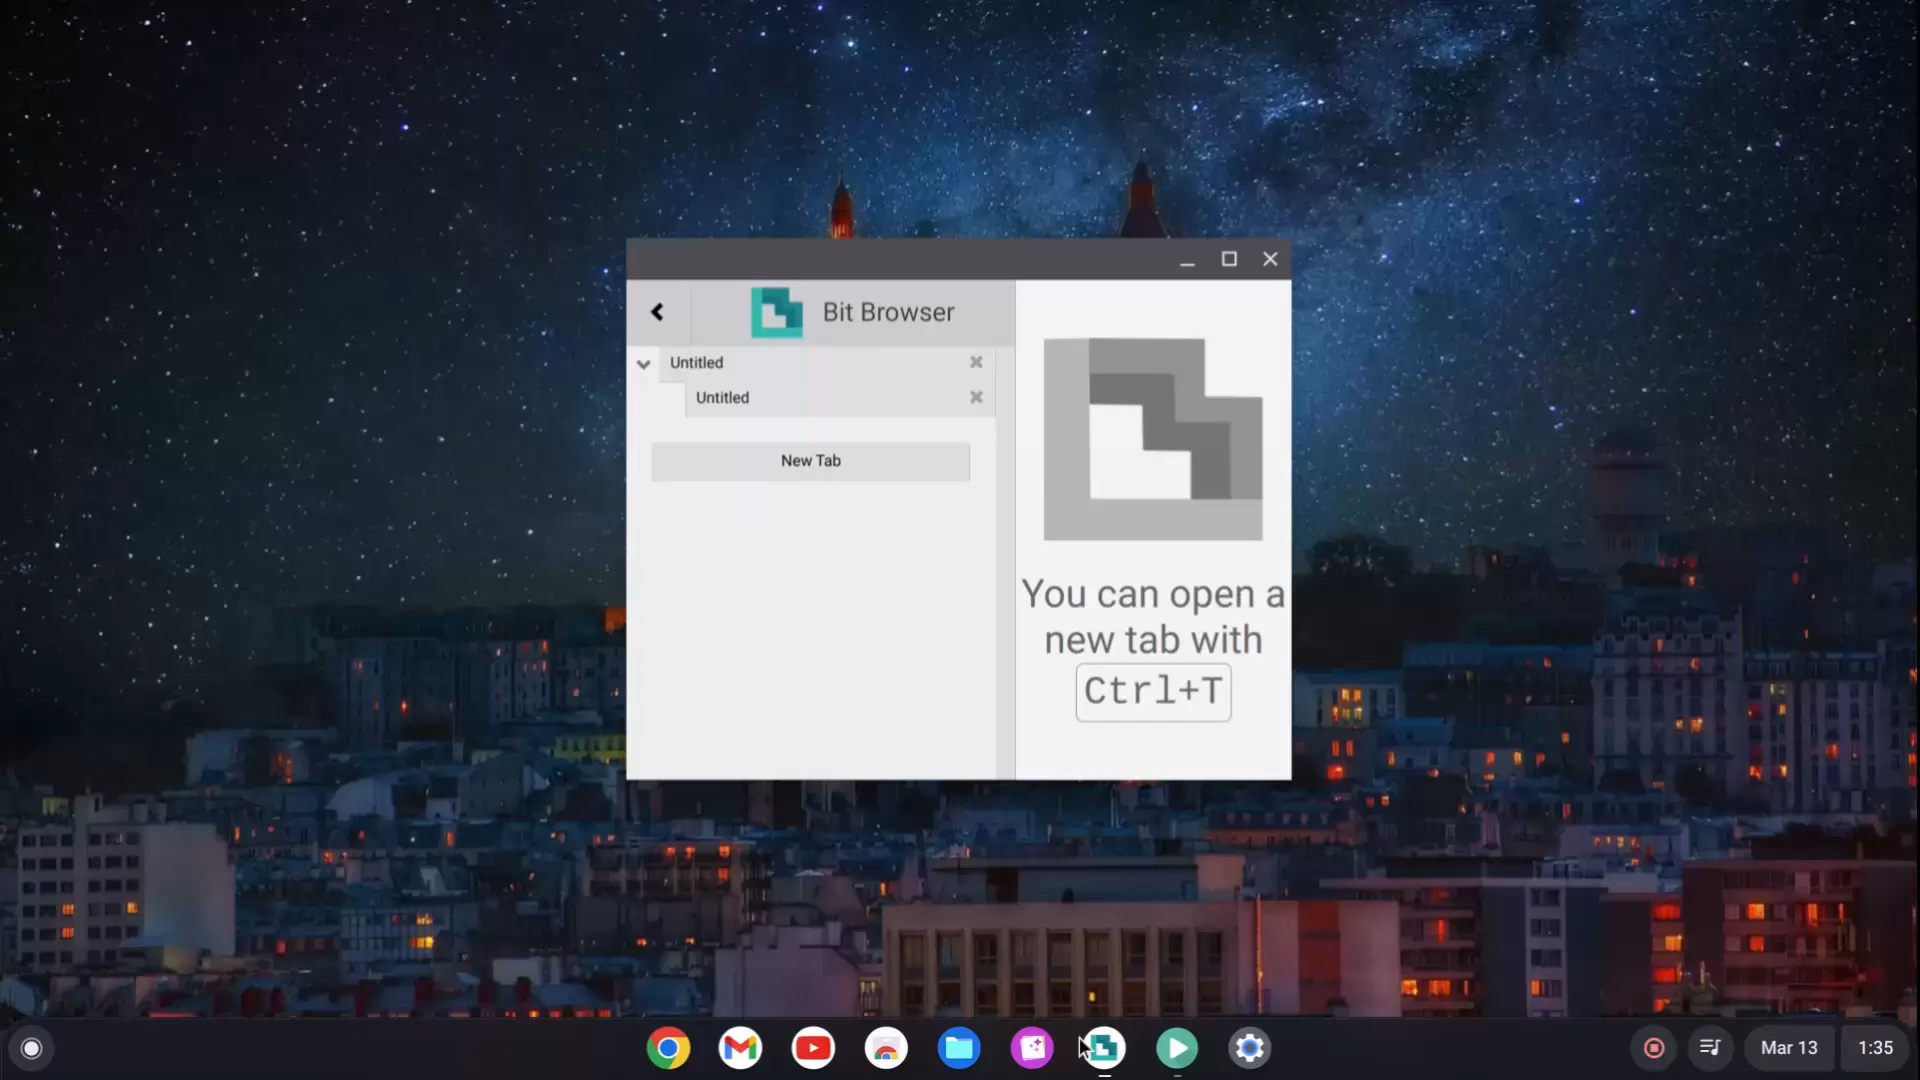 Bit Browser
Untitled
Untitled
New Tab
You can open a
new tab with
Ctrl+T
Mar 13
1:35